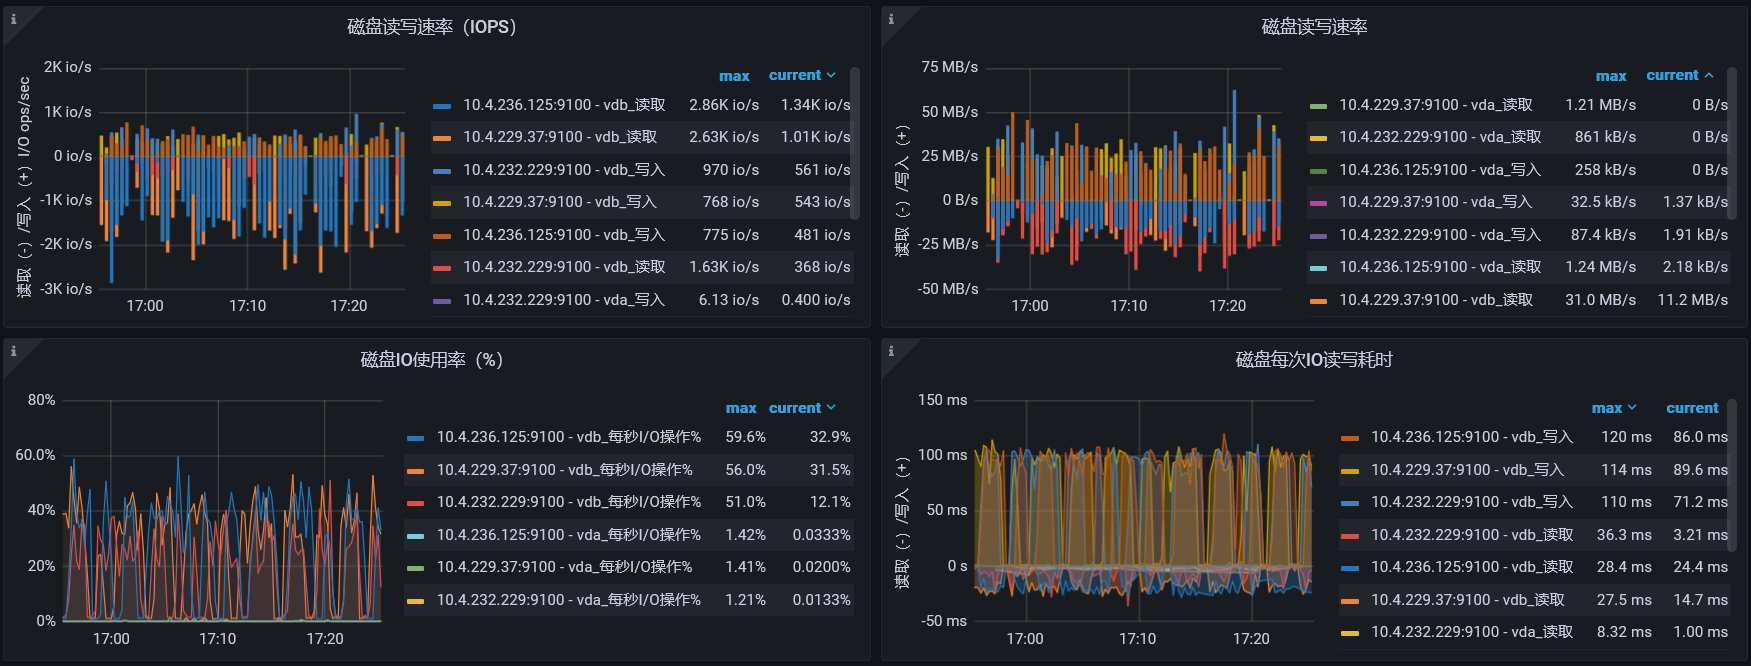 磁盘读写速率（IOPS）
读取（-）/写入（+）I/O ops/sec
2K io/s
1K io/s
0 io/s
-1K io/s
-2K io/s
-3K io/s
17:00 17:10 17:20
max current
10.4.236.125:9100 - vdb_读取 2.86K io/s 1.34K io/s
10.4.229.37:9100 - vdb_读取 2.63K io/s 1.01K io/s
10.4.232.229:9100 - vdb_写入 970 io/s 561 io/s
10.4.229.37:9100 - vdb_写入 768 io/s 543 io/s
10.4.236.125:9100 - vdb_写入 775 io/s 481 io/s
10.4.232.229:9100 - vdb_读取 1.63K io/s 368 io/s
10.4.232.229:9100 - vda_写入 6.13 io/s 0.400 io/s
磁盘读写速率
读取（-）/写入（+）
75 MB/s
50 MB/s
25 MB/s
0 B/s
-25 MB/s
-50 MB/s
17:00 17:10 17:20
max current
10.4.229.37:9100 - vda_读取 1.21 MB/s 0 B/s
10.4.232.229:9100 - vda_读取 861 kB/s 0 B/s
10.4.236.125:9100 - vda_写入 258 kB/s 0 B/s
10.4.229.37:9100 - vda_写入 32.5 kB/s 1.37 kB/s
10.4.232.229:9100 - vda_写入 87.4 kB/s 1.91 kB/s
10.4.236.125:9100 - vda_读取 1.24 MB/s 2.18 kB/s
10.4.229.37:9100 - vdb_读取 31.0 MB/s 11.2 MB/s
磁盘IO使用率（%）
80%
60.0%
40%
20%
0%
17:00 17:10 17:20
max current
10.4.236.125:9100 - vdb_每秒I/O操作% 59.6% 32.9%
10.4.229.37:9100 - vdb_每秒I/O操作% 56.0% 31.5%
10.4.232.229:9100 - vdb_每秒I/O操作% 51.0% 12.1%
10.4.236.125:9100 - vda_每秒I/O操作% 1.42% 0.0333%
10.4.229.37:9100 - vda_每秒I/O操作% 1.41% 0.0200%
10.4.232.229:9100 - vda_每秒I/O操作% 1.21% 0.0133%
磁盘每次IO读写耗时
读取（-）/写入（+）
150 ms
100 ms
50 ms
0 s
-50 ms
17:00 17:10 17:20
max current
10.4.236.125:9100 - vdb_写入 120 ms 86.0 ms
10.4.229.37:9100 - vdb_写入 114 ms 89.6 ms
10.4.232.229:9100 - vdb_写入 110 ms 71.2 ms
10.4.232.229:9100 - vdb_读取 36.3 ms 3.21 ms
10.4.236.125:9100 - vdb_读取 28.4 ms 24.4 ms
10.4.229.37:9100 - vdb_读取 27.5 ms 14.7 ms
10.4.232.229:9100 - vda_读取 8.32 ms 1.00 ms